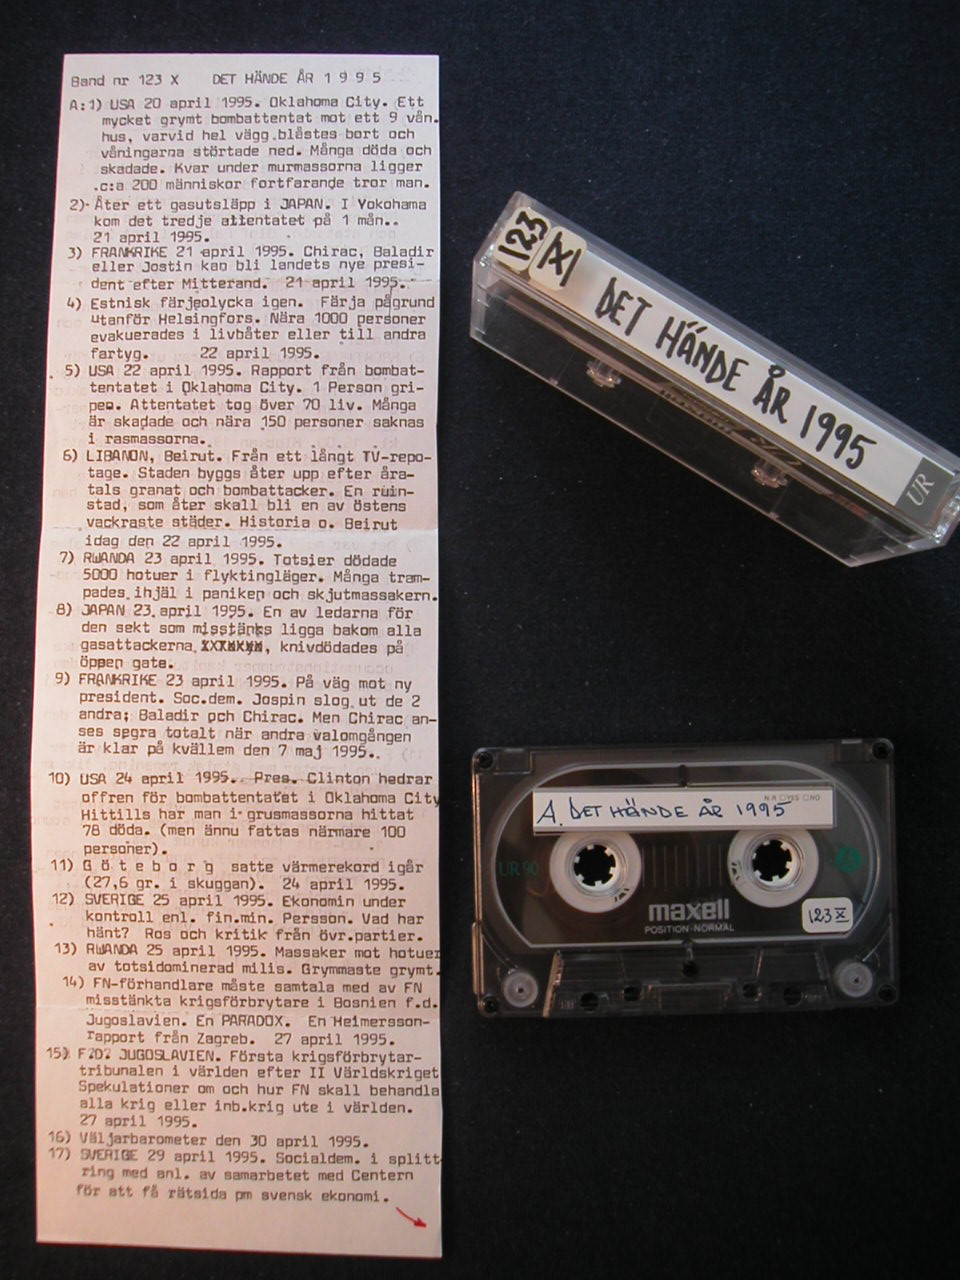 Band nr 123 X DET HÄNDE ÅR 1 9 9 5
A:1) USA 20 april 1995. Oklahoma City. Ett
mycket grymt bombattentat mot ett 9 vån.
hus, varvid hel vägg blåstes bort och
våningarna störtade ned. Många döda och
skadade. Kvar under murmassorna ligger
c:a 200 människor fortfarande tror man.
2) Åter ett gasutsläpp i JAPAN. I Yokohama
kom det tredje attentatet på 1 mån..
21 april 1995.
3) FRANKRIKE 21 april 1995. Chirac, Baladir
eller Jostin kan bli landets nye presi-
dent efter Mitterand. 21 april 1995.
4) Estnisk färjeolycka igen. Färja pågrund
utanför Helsingfors. Nära 1000 personer
evakuerades i livbåter eller till andra
fartyg. 22 april 1995.
5) USA 22 april 1995. Rapport från bombat-
tentatet i Oklahoma City. 1 Person gri-
pen. Attentatet tog över 70 liv. Många
är skadade och nära 150 personer saknas
i rasmassorna.
6) LIBANON, Beirut. Från ett långt TV-repo-
tage. Staden byggs åter upp efter åra-
tals granat och bombattacker. En ruin-
stad, som åter skall bli en av östens
vackraste städer. Historia o. Beirut
idag den 22 april 1995.
7) RWANDA 23 april 1995. Totsier dödade
5000 hotuer i flyktingläger. Många tram-
pades ihjäl i paniken och skjutmassakern.
8) JAPAN 23 april 1995. En av ledarna för
den sekt som misstänks ligga bakom alla
gasattackerna, knivdödades på
öppen gate.
9) FRANKRIKE 23 april 1995. På väg mot ny
president. Soc.dem. Jospin slog ut de 2
andra; Baladir och Chirac. Men Chirac an-
ses segra totalt när andra valomgången
är klar på kvällem den 7 maj 1995.
10) USA 24 april 1995. Pres. Clinton hedrar
offren för bombattentatet i Oklahoma City
Hittills har man i grusmassorna hittat
78 döda. (men ännu fattas närmare 100
personer).
11) G ö t e b o r g satte värmerekord igår
(27,6 gr. i skuggan). 24 april 1995.
12) SVERIGE 25 april 1995. Ekonomin under
kontroll enl. fin.min. Persson. Vad har
hänt? Ros och kritik från övr.partier.
13) RWANDA 25 april 1995. Massaker mot hotuer
av totsidominerad milis. Grymmaste grymt.
14) FN-förhandlare måste samtala med av FN
misstänkta krigsförbrytare i Bosnien f.d.
Jugoslavien. En PARADOX. En Heimersson-
rapport från Zagreb. 27 april 1995.
15) F.D. JUGOSLAVIEN. Första krigsförbrytar-
tribunalen i världen efter II Världskriget
Spekulationer om och hur FN skall behandla
alla krig eller inb.krig ute i världen.
27 april 1995.
16) Väljarbarometer den 30 april 1995.
17) SVERIGE 29 april 1995. Socialdem. i splitt
ring med anl. av samarbetet med Centern
för att få rätsida pm svensk ekonomi.
123 X DET HÄNDE ÅR 1995
UR
A. DET HÄNDE ÅR 1995
N.R □YES □NO
UR 90
maxell
POSITION-NORMAL
123 X